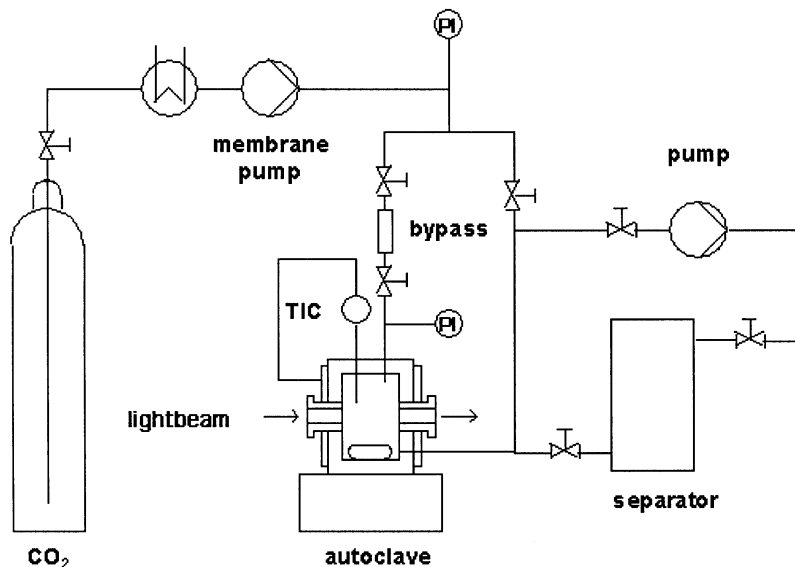 PI
membrane
pump
pump
bypass
TIC
PI
lightbeam
separator
CO₂
autoclave